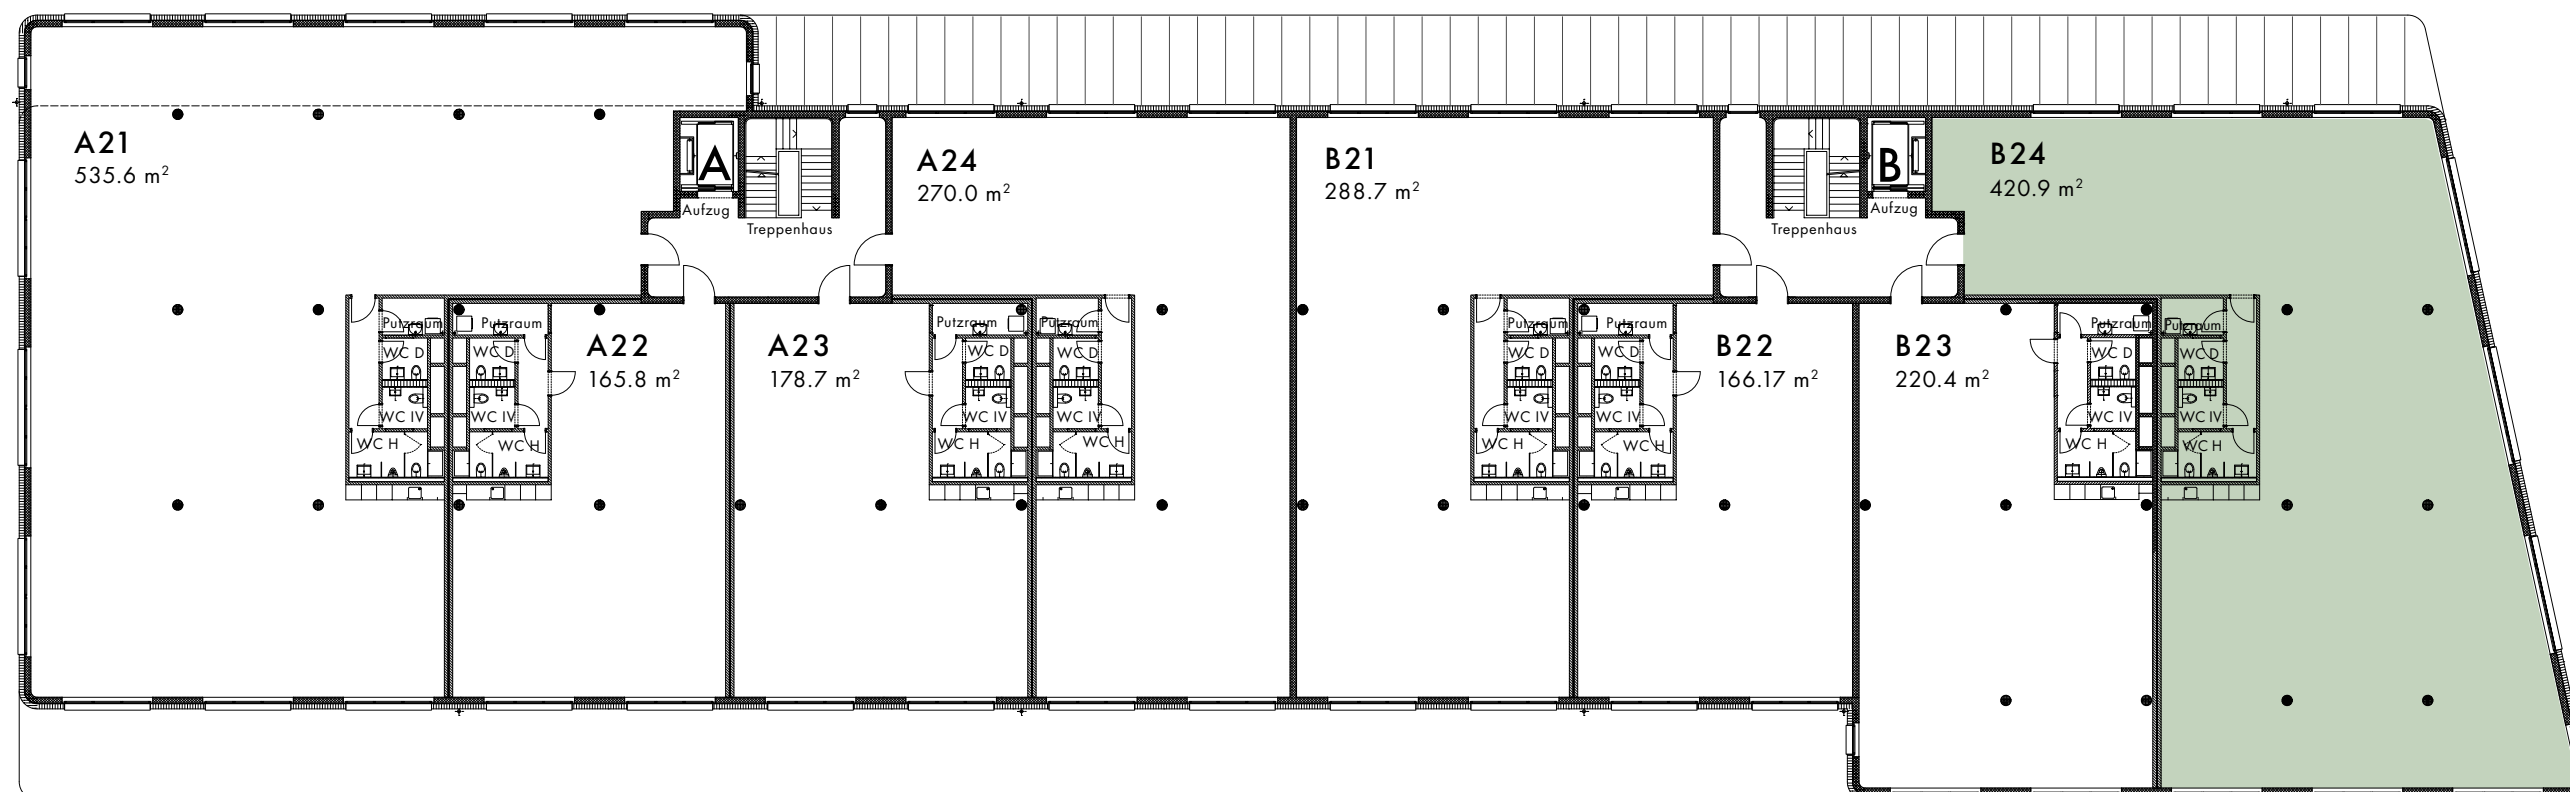 A21
535.6 m²
A
Aufzug
Treppenhaus
A24
270.0 m²
B21
288.7 m²
Treppenhaus
B
Aufzug
B24
420.9 m²
Putzraum
WC D
WC IV
WC H
Putzraum
WC D
WC IV
WC H
A22
165.8 m²
A23
178.7 m²
Putzraum
WC D
WC IV
WC H
Putzraum
WC D
WC IV
WC H
Putzraum
WC D
WC IV
WC H
Putzraum
WC D
WC IV
WC H
B22
166.17 m²
B23
220.4 m²
Putzraum
WC D
WC IV
WC H
Putzraum
WC D
WC IV
WC H